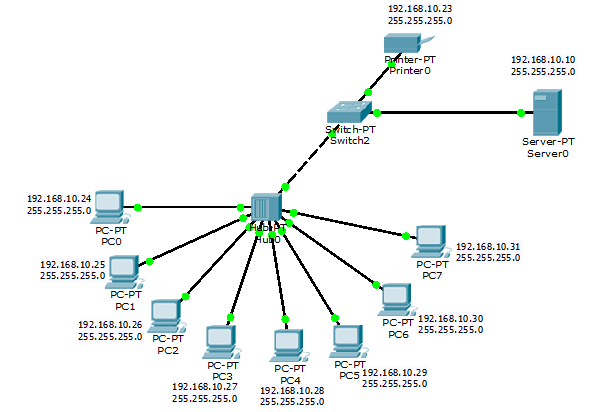 192.168.10.23
255.255.255.0
Printer-PT
Printer0
192.168.10.10
255.255.255.0
Switch-PT
Switch2
Server-PT
Server0
192.168.10.24
255.255.255.0
PC-PT
PC0
Hub-PT
Hub0
192.168.10.31
255.255.255.0
PC-PT
PC7
192.168.10.25
255.255.255.0
PC-PT
PC1
192.168.10.26
255.255.255.0
PC-PT
PC2
192.168.10.30
255.255.255.0
PC-PT
PC6
PC-PT
PC3
192.168.10.27
255.255.255.0
PC-PT
PC4
192.168.10.28
255.255.255.0
PC-PT
PC5
192.168.10.29
255.255.255.0